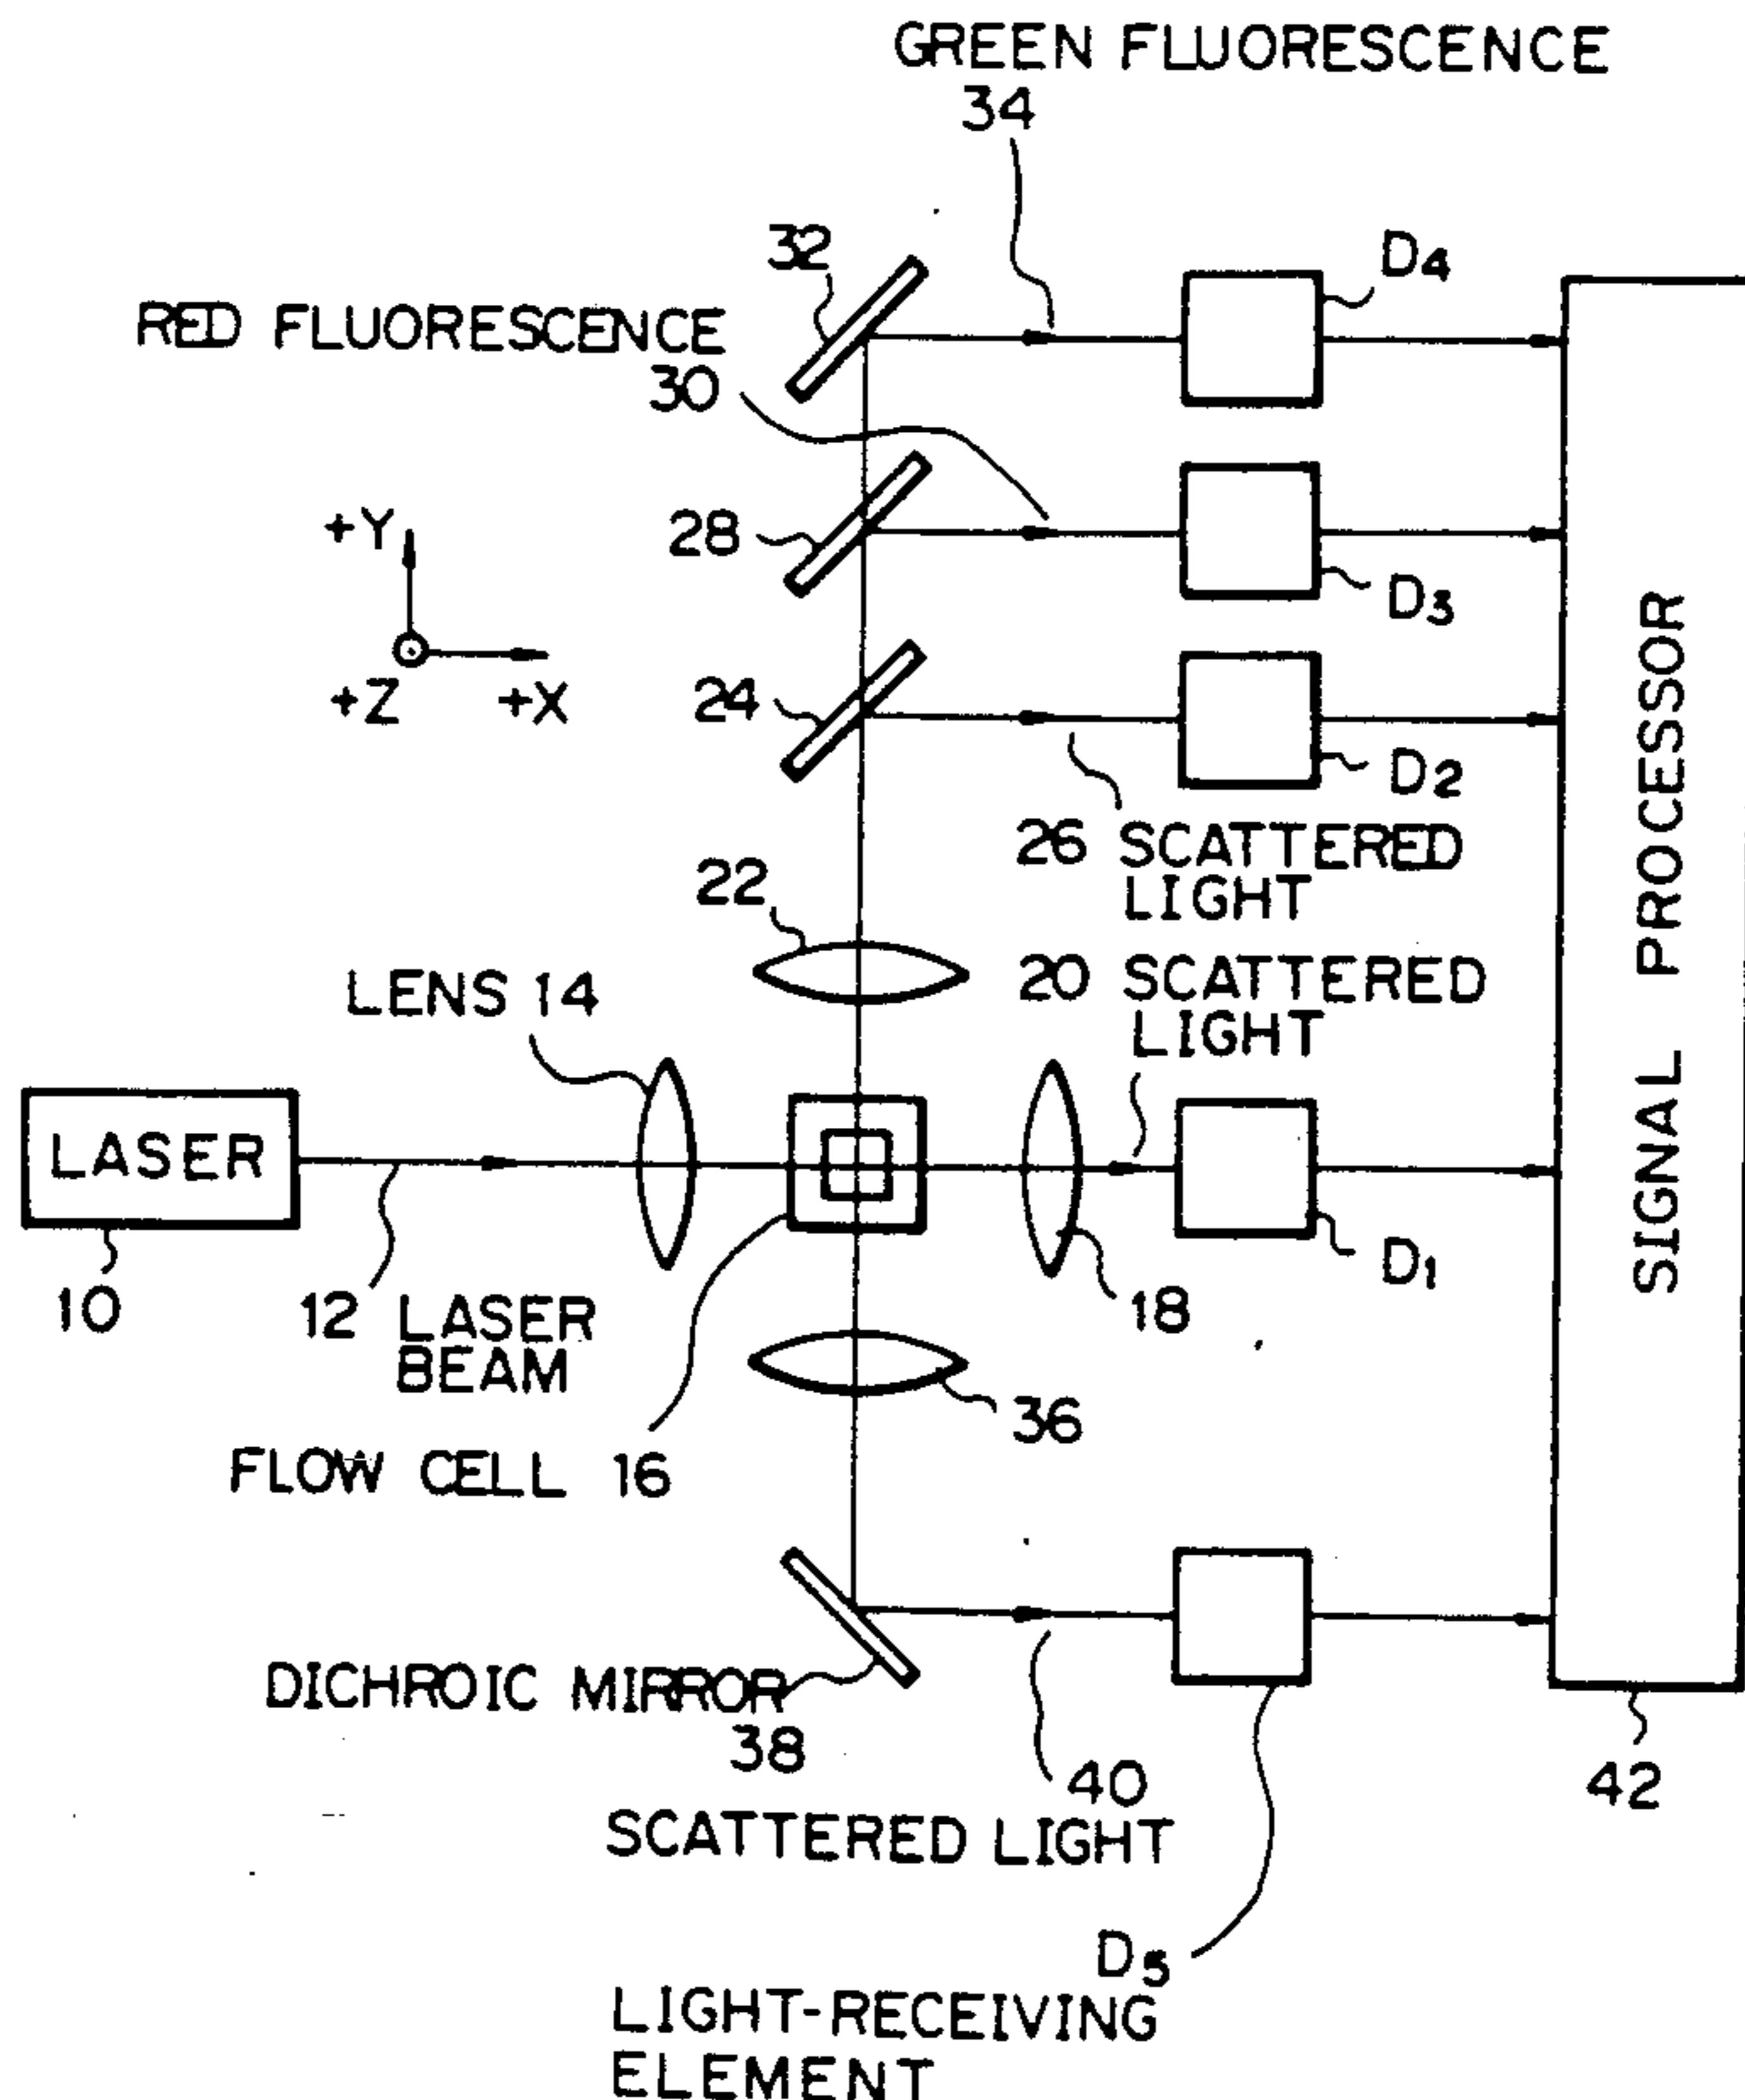 GREEN FLUORESCENCE
34
32
D4
RED FLUORESCENCE
30
28
D3
+Y
+Z
+X
24
D2
26 SCATTERED
LIGHT
22
20 SCATTERED
LIGHT
LENS 14
LASER
D1
10
12 LASER
BEAM
18
36
FLOW CELL 16
DICHROIC MIRROR
38
40
SCATTERED LIGHT
42
D5
LIGHT-RECEIVING
ELEMENT
SIGNAL PROCESSOR